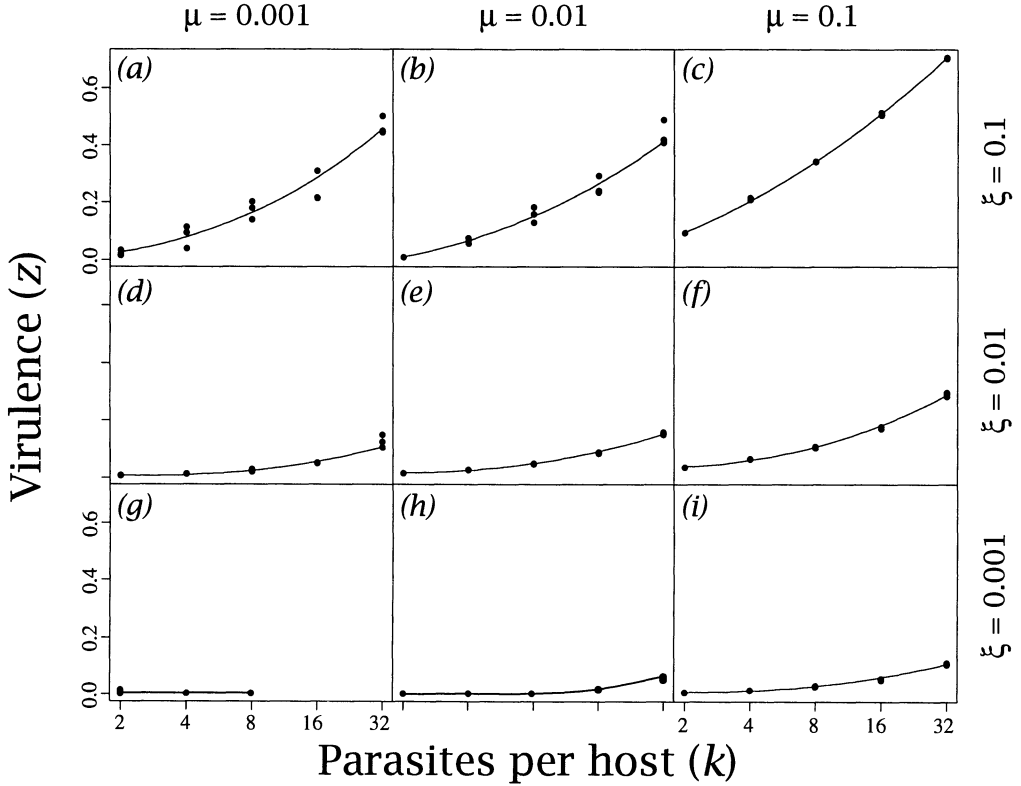 μ = 0.001 μ = 0.01 μ = 0.1
(a) (b) (c)
0.6
0.4
0.2
0.0
ξ = 0.1
(d) (e) (f)
ξ = 0.01
Virulence (z)
(g) (h) (i)
0.6
0.4
0.2
0.0
ξ = 0.001
2 4 8 16 32 2 4 8 16 32
Parasites per host (k)